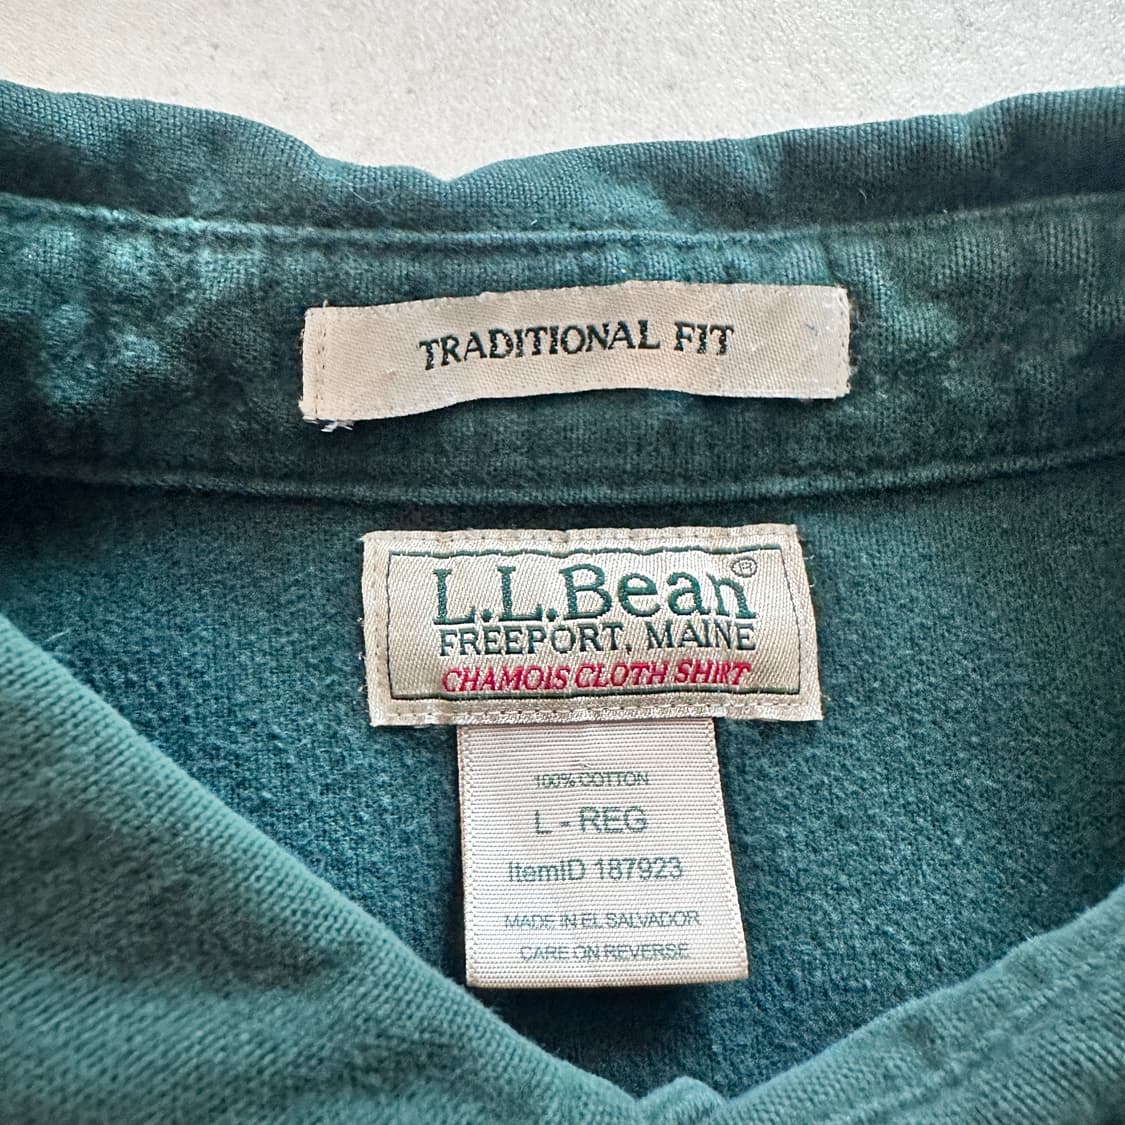 TRADITIONAL FIT
L.L.Bean®
FREEPORT, MAINE
CHAMOIS CLOTH SHIRT
100% COTTON
L - REG
ItemID 187923
MADE IN EL SALVADOR
CARE ON REVERSE